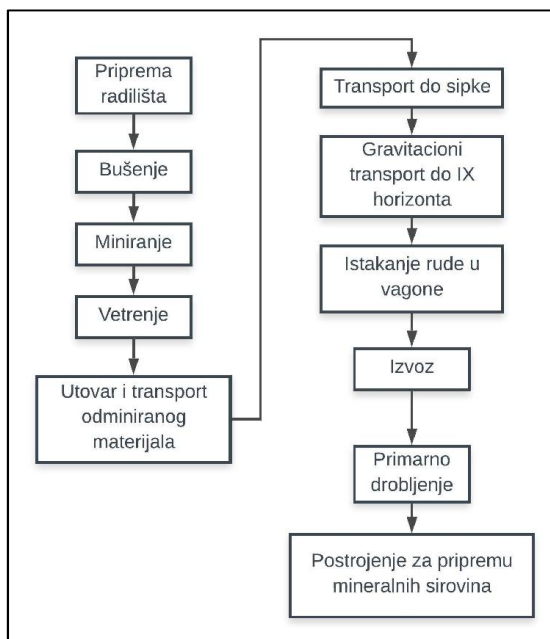 Priprema
radilišta
Bušenje
Miniranje
Vetrenje
Utovar i transport
odminiranog
materijala
Transport do sipke
Gravitacioni
transport do IX
horizonta
Istakanje rude u
vagone
Izvoz
Primarno
drobljenje
Postrojenje za pripremu
mineralnih sirovina